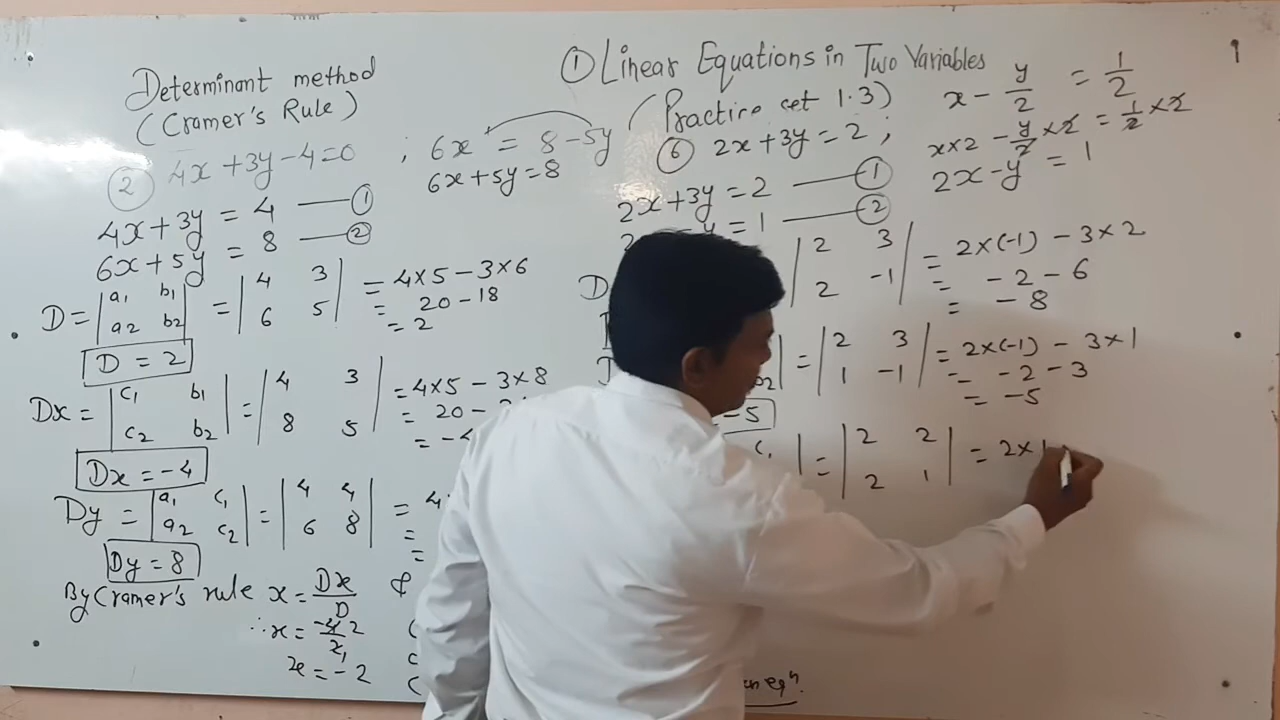 Determinant method
(Cramer's Rule)
② 4x + 3y - 4 = 0 , 6x = 8 - 5y
6x + 5y = 8
4x + 3y = 4 —— ①
6x + 5y = 8 —— ②
D = | a₁ b₁ | = | 4 3 | = 4 × 5 - 3 × 6
| a₂ b₂ | | 6 5 | = 20 - 18
= 2
D = 2
Dx = | c₁ b₁ | = | 4 3 | = 4 × 5 - 3 × 8
| c₂ b₂ | | 8 5 | = 20 -
= -4
Dx = -4
Dy = | a₁ c₁ | = | 4 4 | = 4
| a₂ c₂ | | 6 8 | =
=
Dy = 8
By Cramer's rule x = Dx/D &
∴ x = -4/2 2
x = -2
① Linear Equations in Two Variables
1
(Practice set 1.3)
⑥ 2x + 3y = 2 ; x - y/2 = 1/2
x × 2 - y/2 × 2 = 1/2 × 2
2x - y = 1
2x + 3y = 2 —— ①
2 y = 1 —— ②
D | 2 3 | = 2 × (-1) - 3 × 2
| 2 -1 | = -2 - 6
= -8
| = | 2 3 | = 2 × (-1) - 3 × 1
b₂ | | 1 -1 | = -2 - 3
= -5
-5
c₁ | = | 2 2 | = 2 ×
| 2 1 |
eqⁿ.